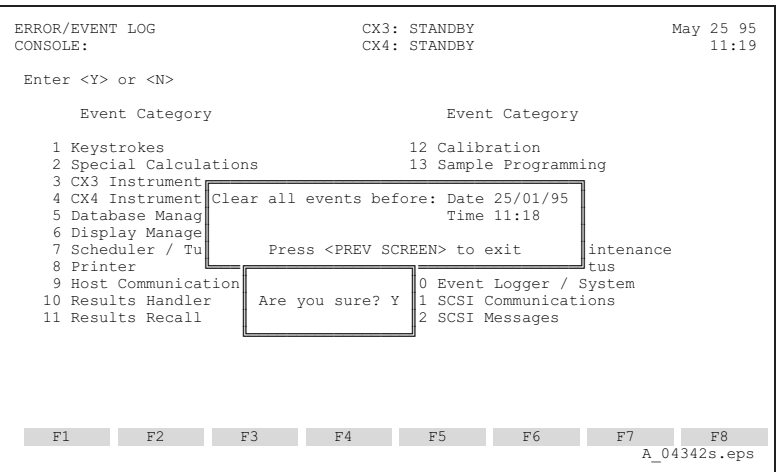 ERROR/EVENT LOG CX3: STANDBY May 25 95
CONSOLE: CX4: STANDBY 11:19
Enter <Y> or <N>
Event Category Event Category
1 Keystrokes 12 Calibration
2 Special Calculations 13 Sample Programming
3 CX3 Instrument
4 CX4 Instrument Clear all events before: Date 25/01/95
5 Database Manag Time 11:18
6 Display Manage
7 Scheduler / Tu Press <PREV SCREEN> to exit intenance
8 Printer tus
9 Host Communication 0 Event Logger / System
10 Results Handler Are you sure? Y 1 SCSI Communications
11 Results Recall 2 SCSI Messages
F1 F2 F3 F4 F5 F6 F7 F8
A_04342s.eps